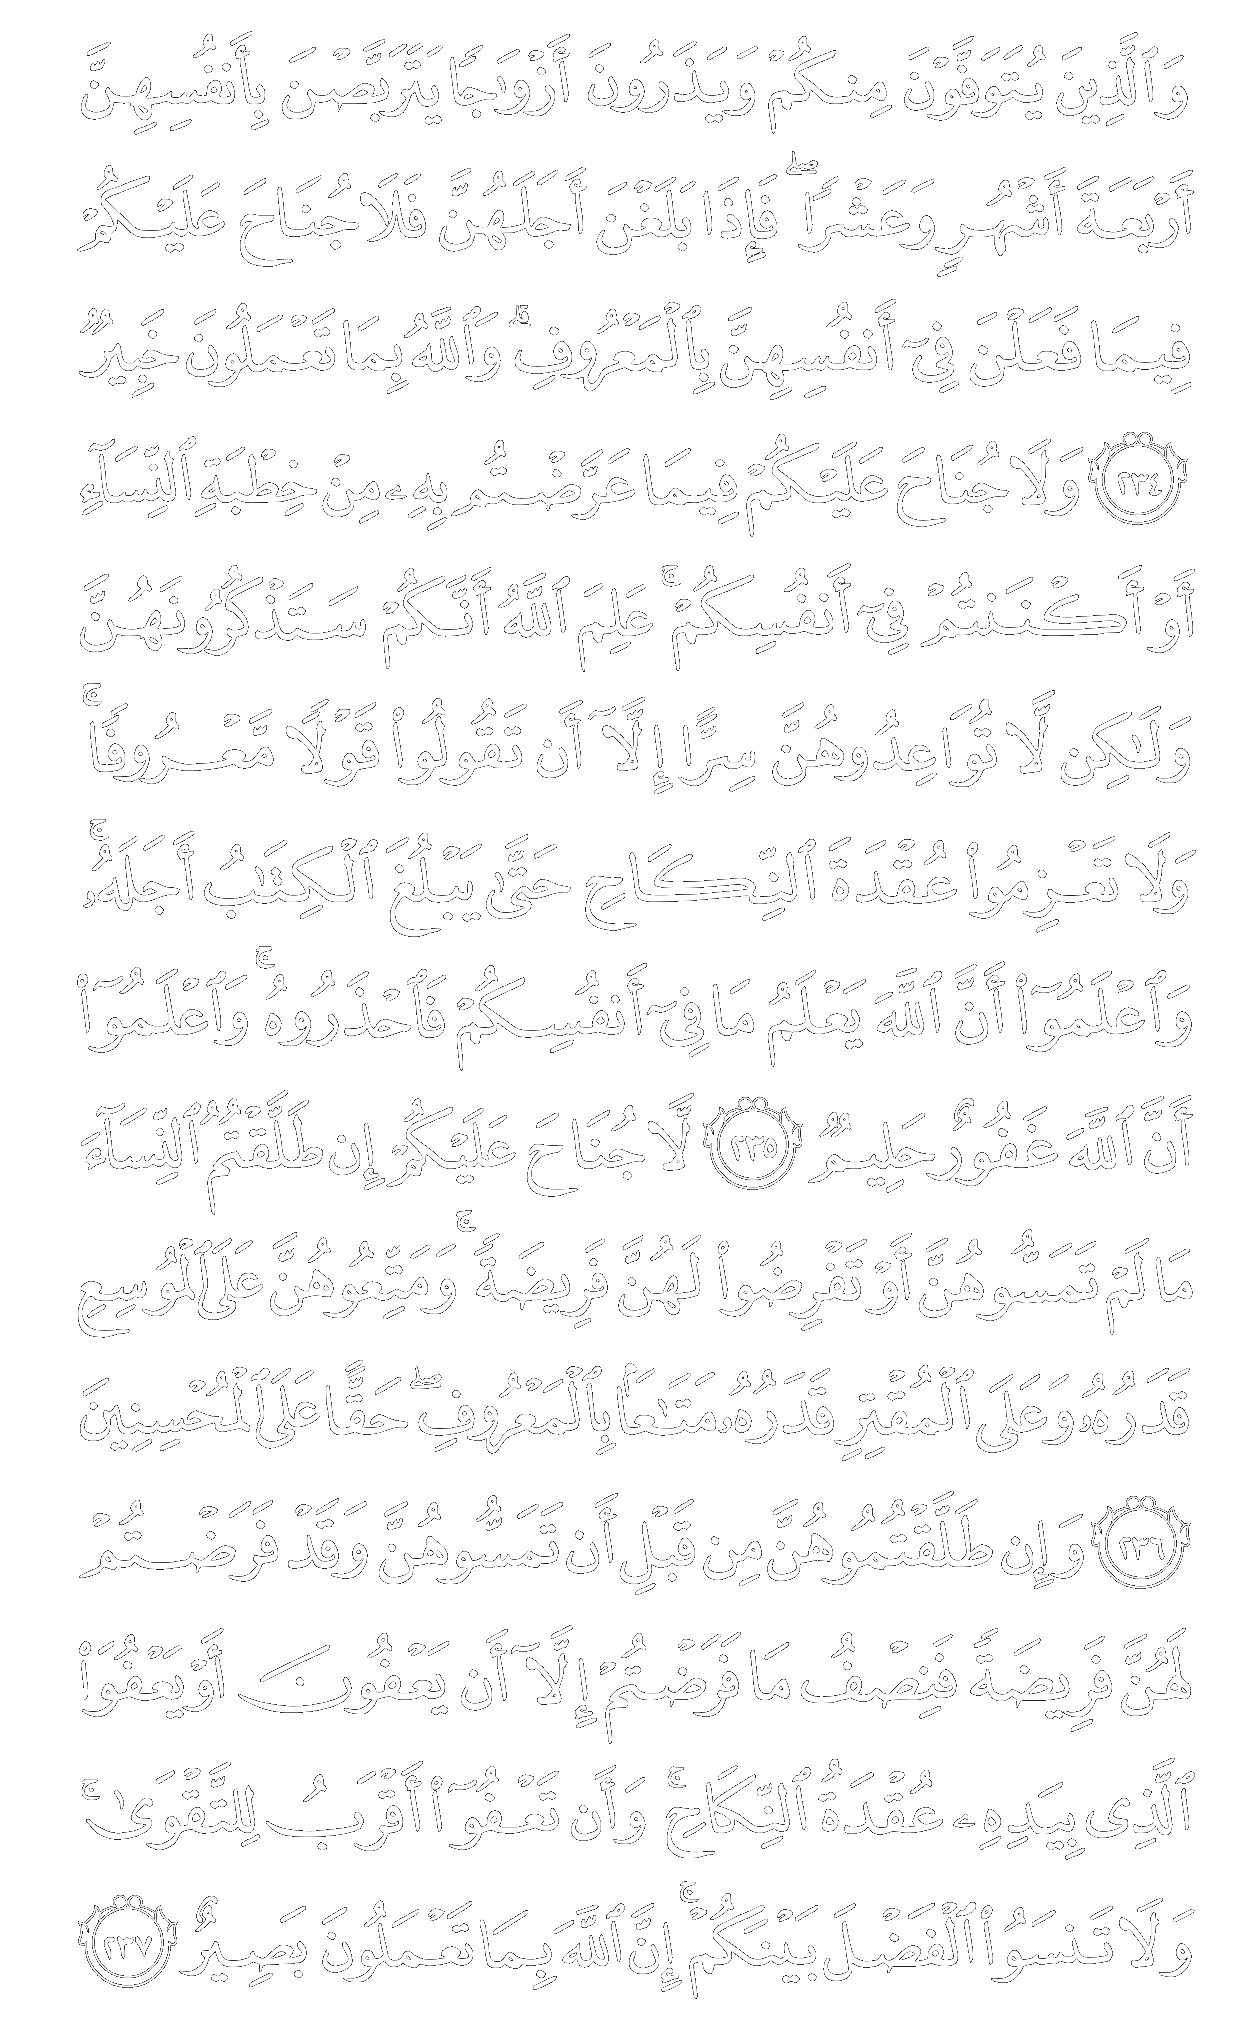 وَٱلَّذِينَ يُتَوَفَّوْنَ مِنكُمْ وَيَذَرُونَ أَزْوَٰجًا يَتَرَبَّصْنَ بِأَنفُسِهِنَّ
أَرْبَعَةَ أَشْهُرٍ وَعَشْرًا ۖ فَإِذَا بَلَغْنَ أَجَلَهُنَّ فَلَا جُنَاحَ عَلَيْكُمْ
فِيمَا فَعَلْنَ فِىٓ أَنفُسِهِنَّ بِٱلْمَعْرُوفِ ۗ وَٱللَّهُ بِمَا تَعْمَلُونَ خَبِيرٌ
٢٣٤ وَلَا جُنَاحَ عَلَيْكُمْ فِيمَا عَرَّضْتُم بِهِۦ مِنْ خِطْبَةِ ٱلنِّسَآءِ
أَوْ أَكْنَنتُمْ فِىٓ أَنفُسِكُمْ ۚ عَلِمَ ٱللَّهُ أَنَّكُمْ سَتَذْكُرُونَهُنَّ
وَلَٰكِن لَّا تُوَاعِدُوهُنَّ سِرًّا إِلَّآ أَن تَقُولُوا۟ قَوْلًا مَّعْرُوفًا ۚ
وَلَا تَعْزِمُوا۟ عُقْدَةَ ٱلنِّكَاحِ حَتَّىٰ يَبْلُغَ ٱلْكِتَٰبُ أَجَلَهُۥ ۚ
وَٱعْلَمُوٓا۟ أَنَّ ٱللَّهَ يَعْلَمُ مَا فِىٓ أَنفُسِكُمْ فَٱحْذَرُوهُ ۚ وَٱعْلَمُوٓا۟
أَنَّ ٱللَّهَ غَفُورٌ حَلِيمٌ ٢٣٥ لَّا جُنَاحَ عَلَيْكُمْ إِن طَلَّقْتُمُ ٱلنِّسَآءَ
مَا لَمْ تَمَسُّوهُنَّ أَوْ تَفْرِضُوا۟ لَهُنَّ فَرِيضَةً ۚ وَمَتِّعُوهُنَّ عَلَى ٱلْمُوسِعِ
قَدَرُهُۥ وَعَلَى ٱلْمُقْتِرِ قَدَرُهُۥ مَتَٰعًۢا بِٱلْمَعْرُوفِ ۖ حَقًّا عَلَى ٱلْمُحْسِنِينَ
٢٣٦ وَإِن طَلَّقْتُمُوهُنَّ مِن قَبْلِ أَن تَمَسُّوهُنَّ وَقَدْ فَرَضْتُمْ
لَهُنَّ فَرِيضَةً فَنِصْفُ مَا فَرَضْتُمْ إِلَّآ أَن يَعْفُونَ أَوْ يَعْفُوَا۟
ٱلَّذِى بِيَدِهِۦ عُقْدَةُ ٱلنِّكَاحِ ۚ وَأَن تَعْفُوٓا۟ أَقْرَبُ لِلتَّقْوَىٰ ۚ
وَلَا تَنسَوُا۟ ٱلْفَضْلَ بَيْنَكُمْ ۚ إِنَّ ٱللَّهَ بِمَا تَعْمَلُونَ بَصِيرٌ ٢٣٧